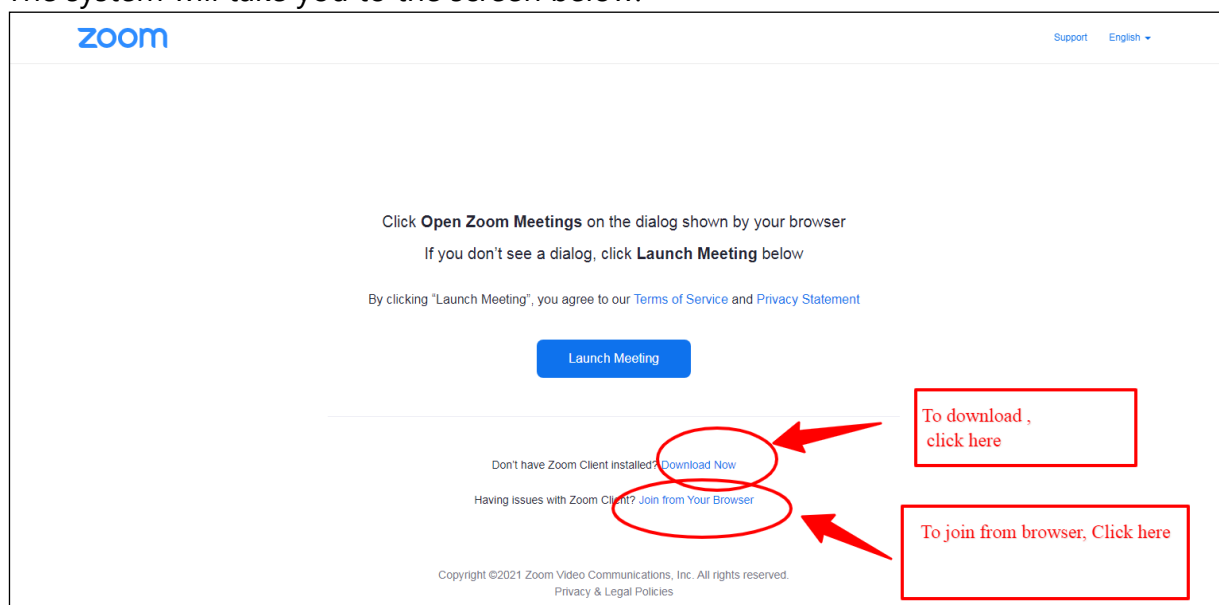 The system will take you to the screen below.
zoom
Support English
Click Open Zoom Meetings on the dialog shown by your browser
If you don't see a dialog, click Launch Meeting below
By clicking "Launch Meeting", you agree to our Terms of Service and Privacy Statement
Launch Meeting
To download ,
click here
Don't have Zoom Client installed? Download Now
Having issues with Zoom Client? Join from Your Browser
To join from browser, Click here
Copyright ©2021 Zoom Video Communications, Inc. All rights reserved.
Privacy & Legal Policies